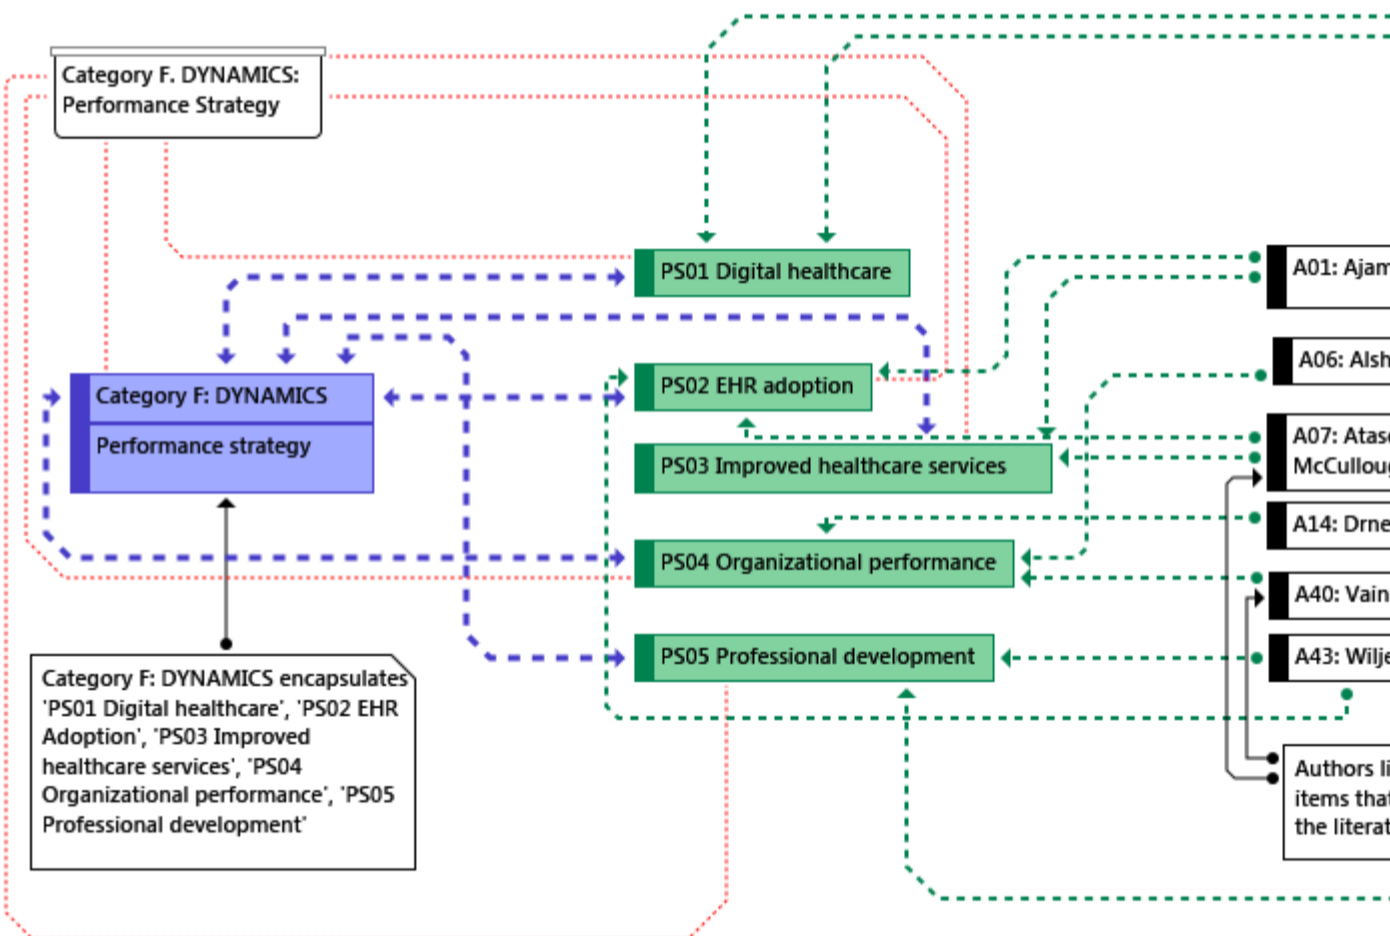 Category F. DYNAMICS:
Performance Strategy
PS01 Digital healthcare
A01: Ajam
PS02 EHR adoption
A06: Alsh
Category F: DYNAMICS
Performance strategy
PS03 Improved healthcare services
A07: Atas
McCulloug
A14: Drne
PS04 Organizational performance
A40: Vain
PS05 Professional development
A43: Wilje
Category F: DYNAMICS encapsulates
'PS01 Digital healthcare', 'PS02 EHR
Adoption', 'PS03 Improved
healthcare services', 'PS04
Organizational performance', 'PS05
Professional development'
Authors li
items that
the literat